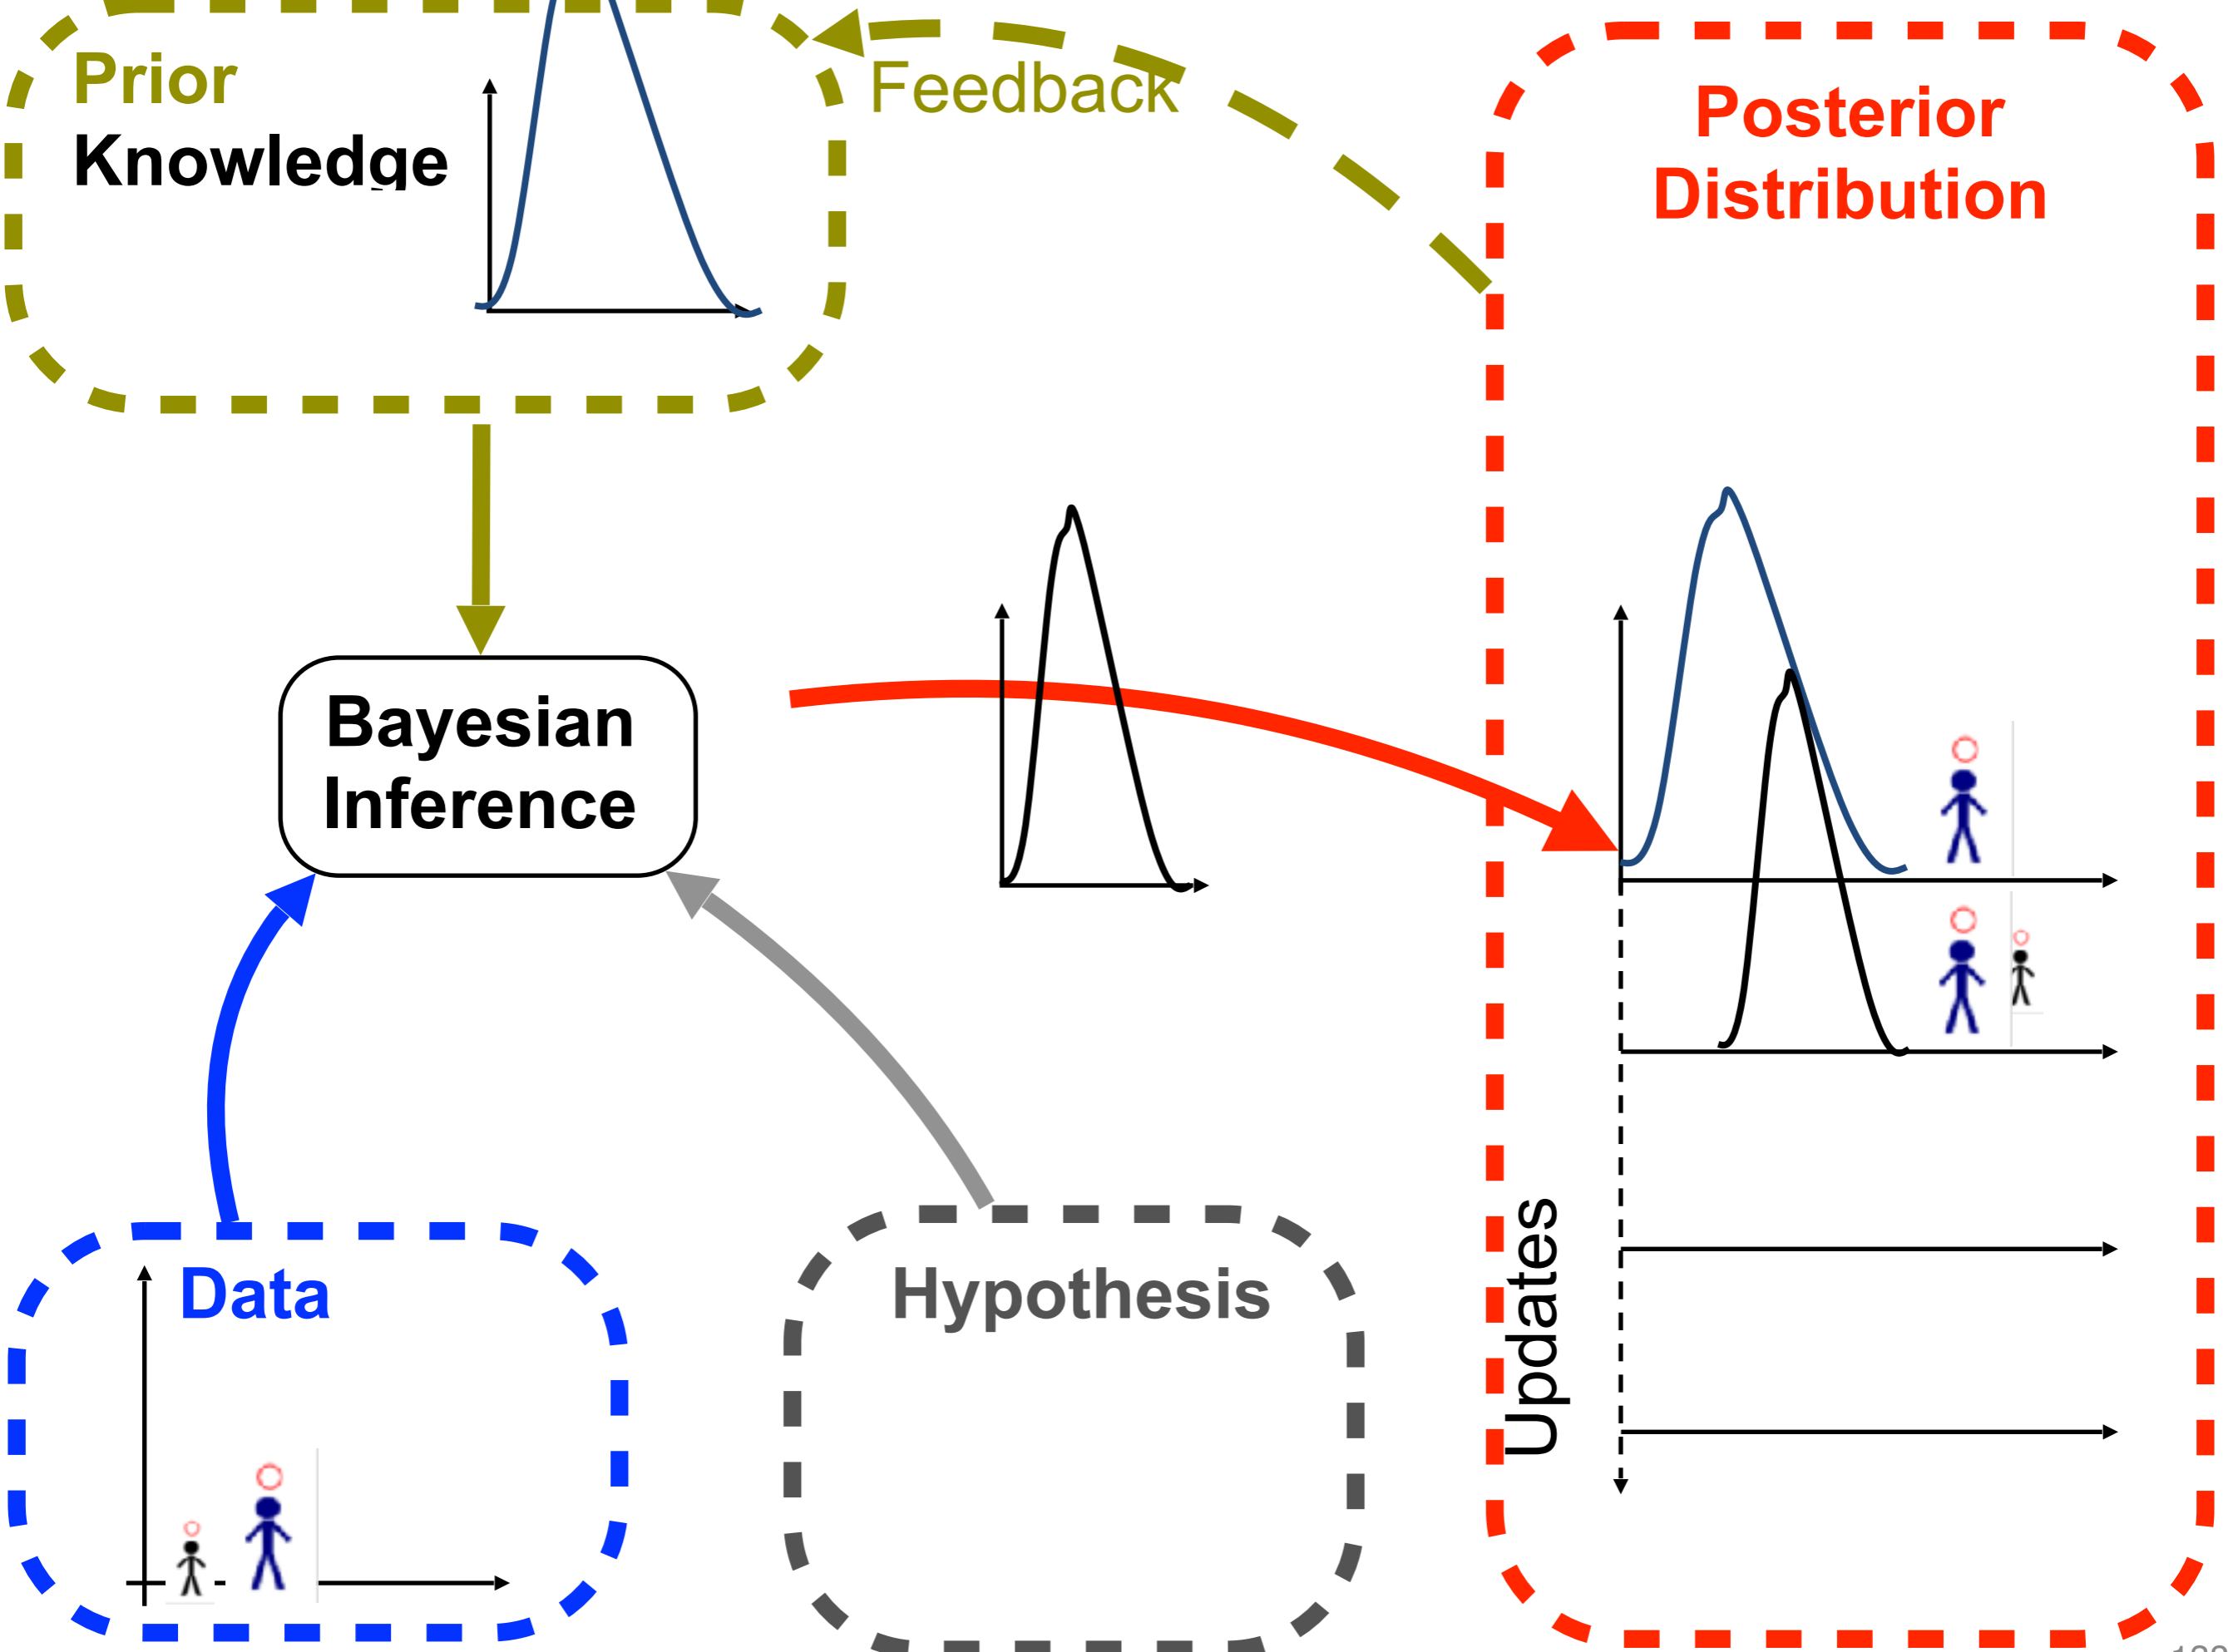 Prior
Knowledge
Feedback
Posterior
Distribution
Bayesian
Inference
Data
Hypothesis
Updates